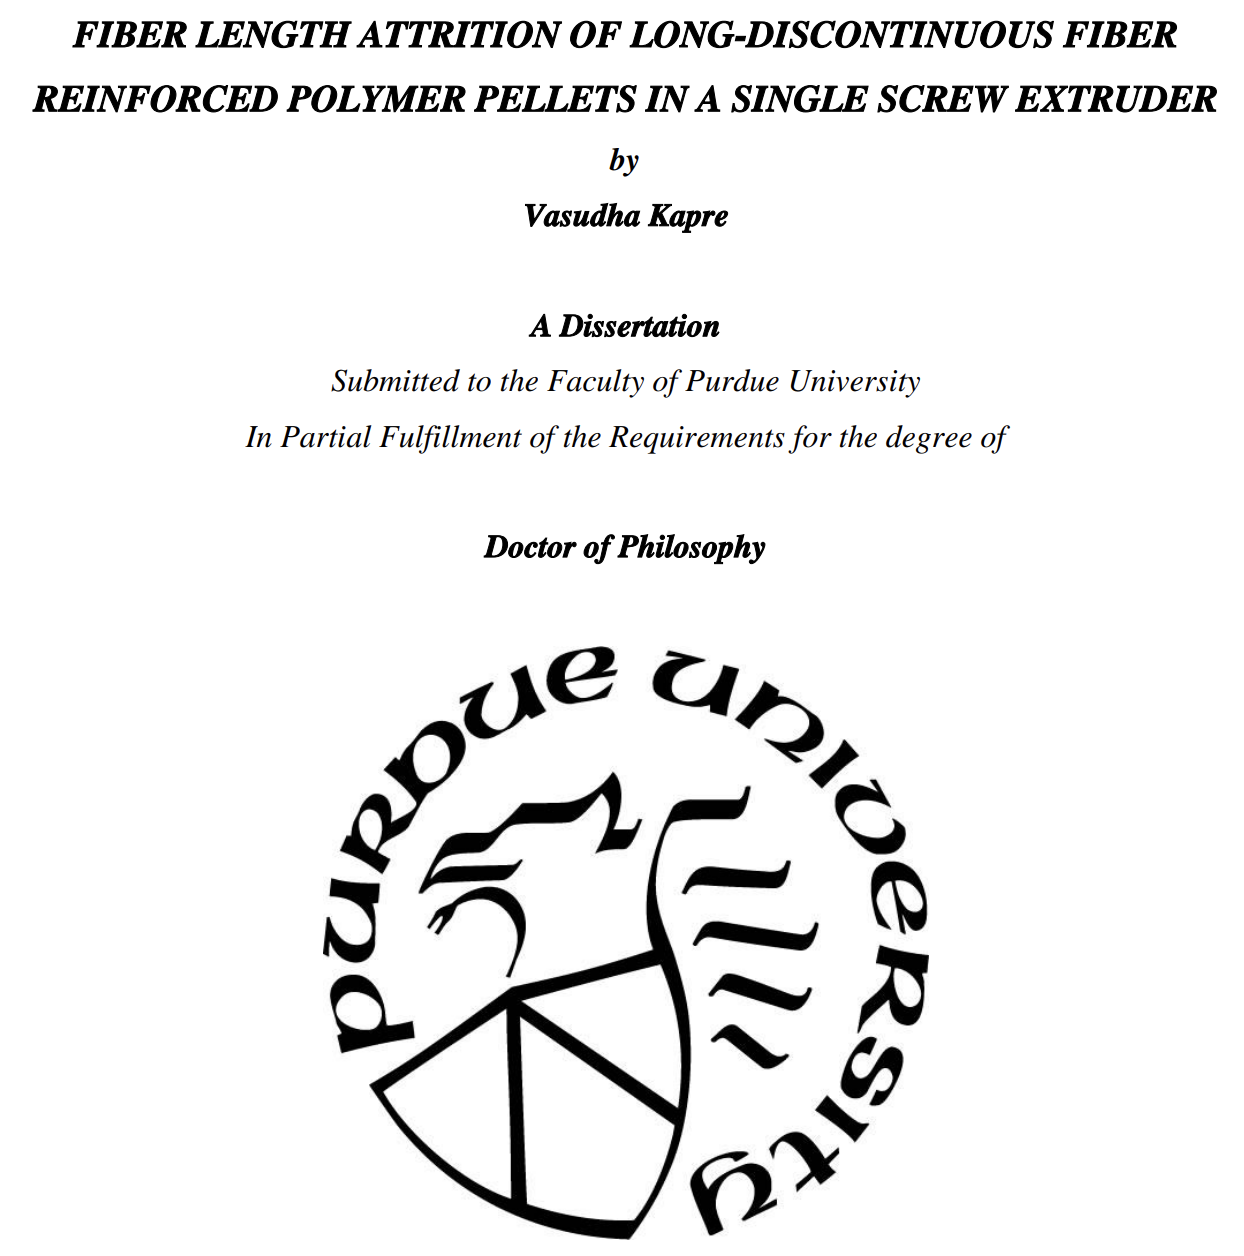 FIBER LENGTH ATTRITION OF LONG-DISCONTINUOUS FIBER
REINFORCED POLYMER PELLETS IN A SINGLE SCREW EXTRUDER
by
Vasudha Kapre
A Dissertation
Submitted to the Faculty of Purdue University
In Partial Fulfillment of the Requirements for the degree of
Doctor of Philosophy
PURDUE UNIVERSITY